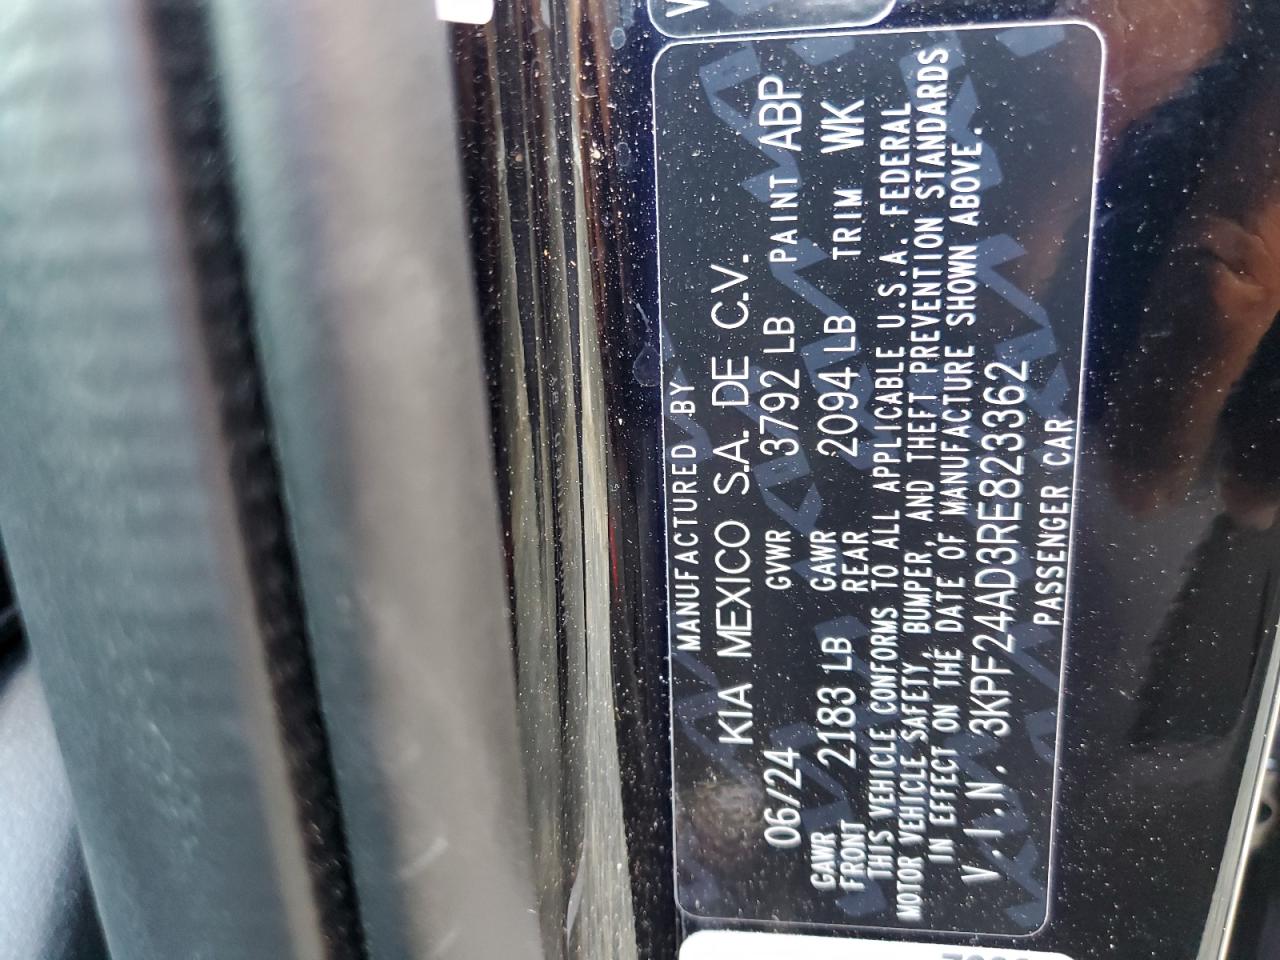 MANUFACTURED BY
KIA MEXICO S.A. DE C.V.
06/24 GVWR 3792 LB PAINT ABP
GAWR FRONT 2183 LB GAWR REAR 2094 LB TRIM WK
THIS VEHICLE CONFORMS TO ALL APPLICABLE U.S.A. FEDERAL
MOTOR VEHICLE SAFETY, BUMPER, AND THEFT PREVENTION STANDARDS
IN EFFECT ON THE DATE OF MANUFACTURE SHOWN ABOVE.
V.I.N. 3KPF24AD3RE823362
PASSENGER CAR